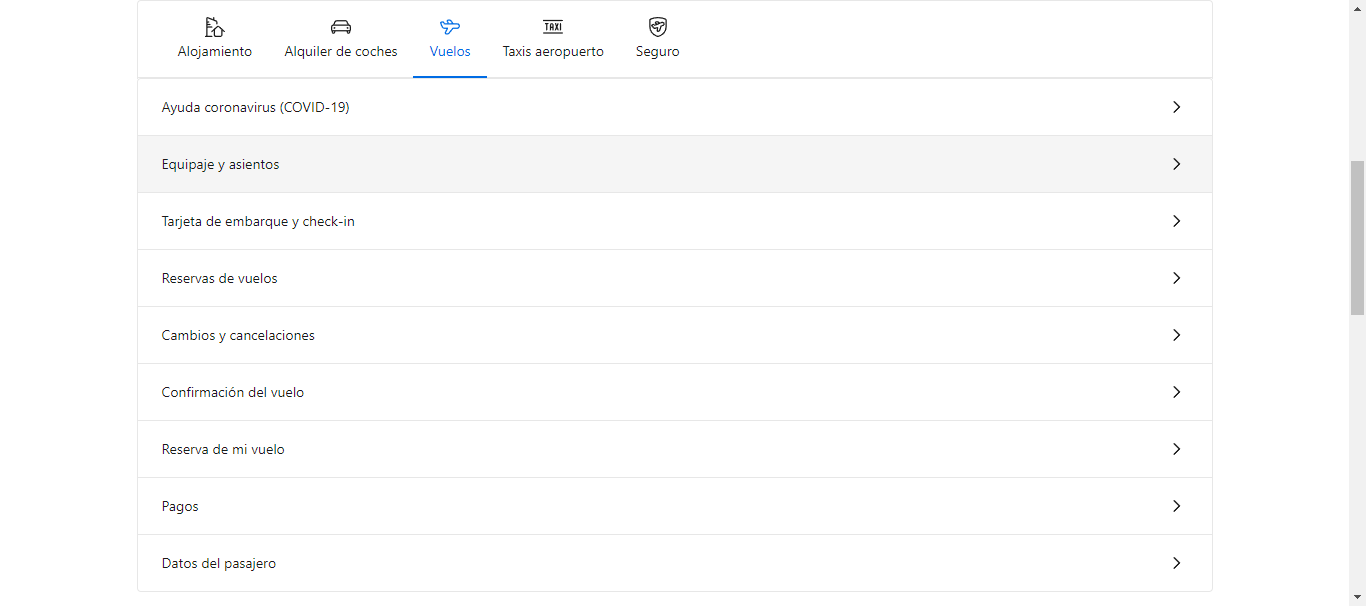 Alojamiento
Alquiler de coches
Vuelos
TAXI
Taxis aeropuerto
Seguro
Ayuda coronavirus (COVID-19)
Equipaje y asientos
Tarjeta de embarque y check-in
Reservas de vuelos
Cambios y cancelaciones
Confirmación del vuelo
Reserva de mi vuelo
Pagos
Datos del pasajero